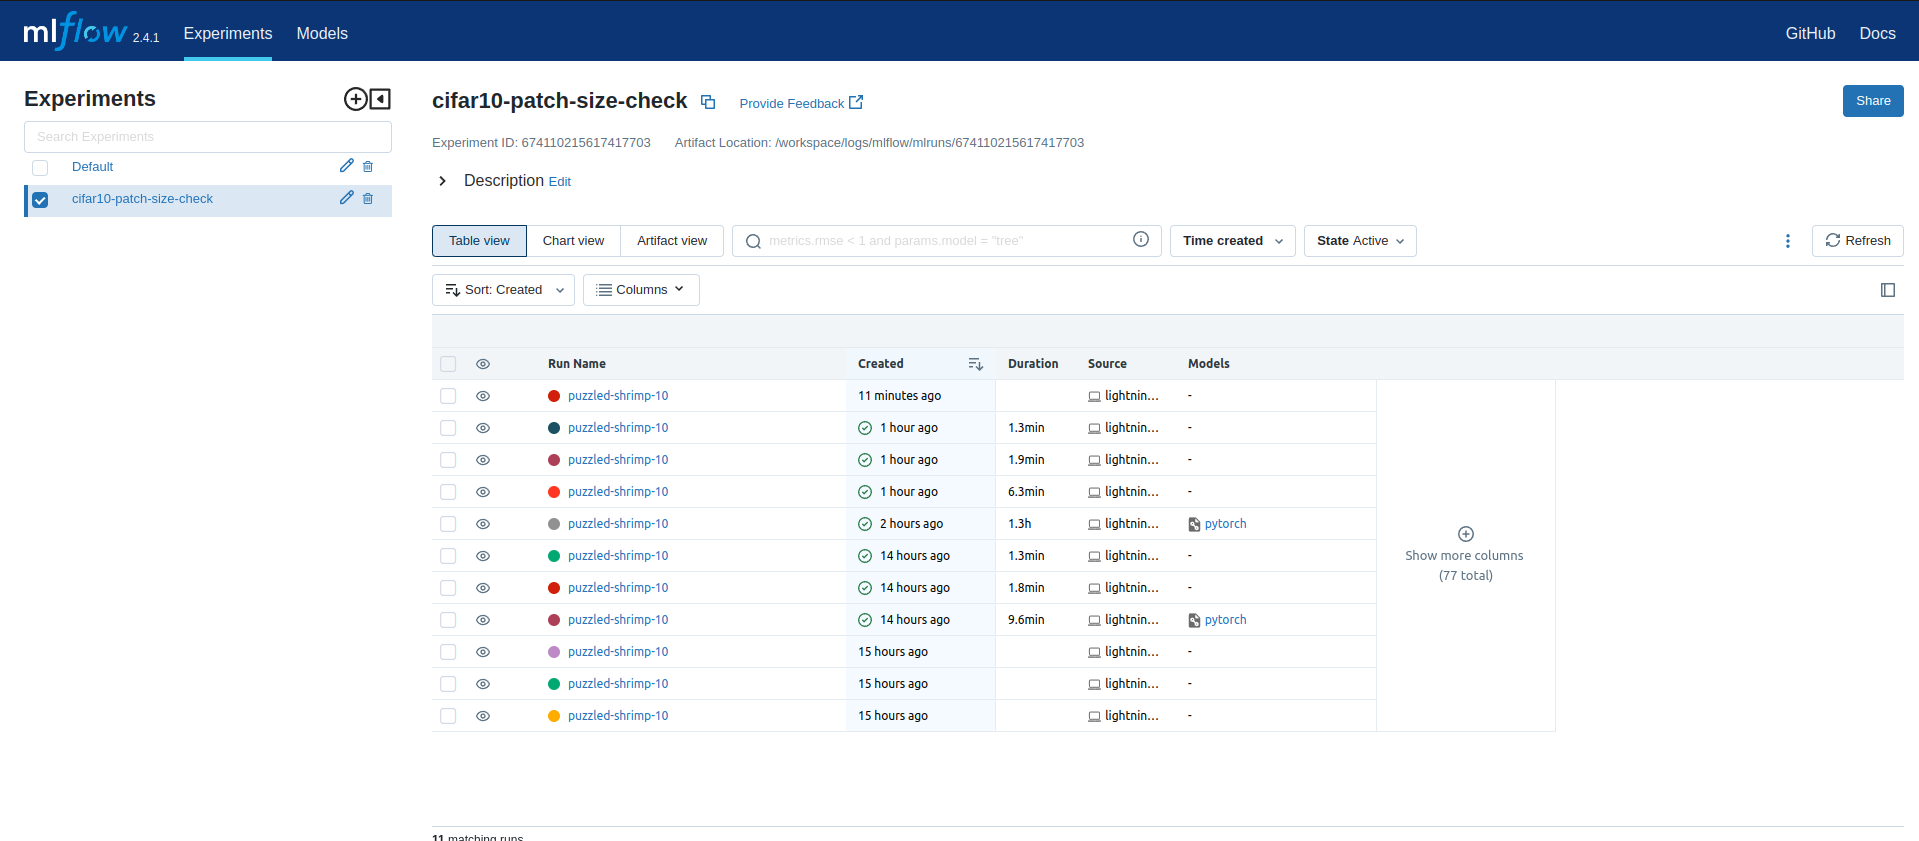 mlflow 2.4.1 Experiments Models GitHub Docs
Experiments
Search Experiments
Default
cifar10-patch-size-check
cifar10-patch-size-check Provide Feedback Share
Experiment ID: 674110215617417703 Artifact Location: /workspace/logs/mlflow/mlruns/674110215617417703
Description Edit
Table view Chart view Artifact view metrics.rmse < 1 and params.model = "tree" Time created State Active Refresh
Sort: Created Columns
Run Name Created Duration Source Models
puzzled-shrimp-10 11 minutes ago lightnin... -
puzzled-shrimp-10 1 hour ago 1.3min lightnin... -
puzzled-shrimp-10 1 hour ago 1.9min lightnin... -
puzzled-shrimp-10 1 hour ago 6.3min lightnin... -
puzzled-shrimp-10 2 hours ago 1.3h lightnin... pytorch
puzzled-shrimp-10 14 hours ago 1.3min lightnin... -
puzzled-shrimp-10 14 hours ago 1.8min lightnin... -
puzzled-shrimp-10 14 hours ago 9.6min lightnin... pytorch
puzzled-shrimp-10 15 hours ago lightnin... -
puzzled-shrimp-10 15 hours ago lightnin... -
puzzled-shrimp-10 15 hours ago lightnin... -
Show more columns
(77 total)
11 matching runs